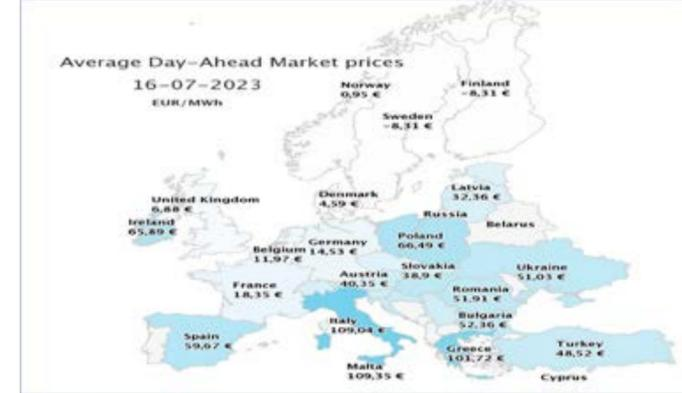 Average Day-Ahead Market prices
16-07-2023
EUR/MWh
Norway
0,95 €
Finland
-8,31 €
Sweden
-8,31 €
United Kingdom
6,88 €
Ireland
65,89 €
Denmark
4,59 €
Latvia
32,36 €
Russia
Belarus
Belgium
11,97 €
Germany
14,53 €
Poland
66,49 €
Slovakia
38,9 €
Ukraine
51,03 €
Austria
40,35 €
France
18,35 €
Romania
51,91 €
Bulgaria
52,36 €
Italy
109,04 €
Spain
59,67 €
Greece
101,72 €
Turkey
48,52 €
Malta
109,35 €
Cyprus